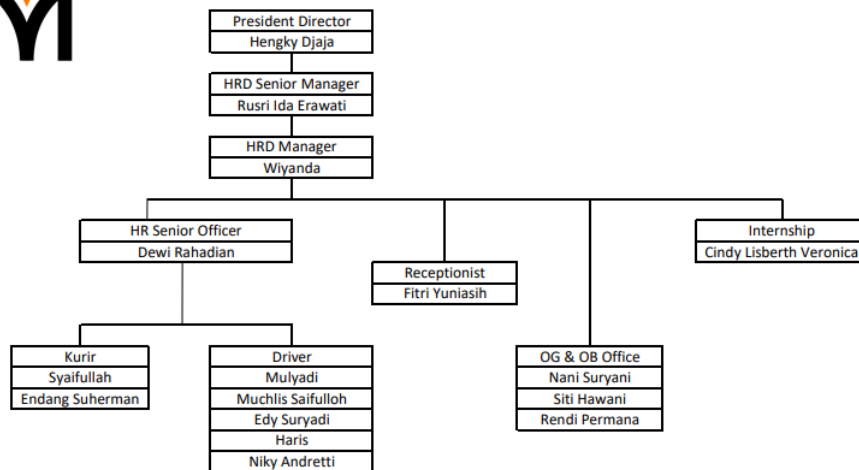 President Director
Hengky Djaja
HRD Senior Manager
Rusri Ida Erawati
HRD Manager
Wiyanda
HR Senior Officer
Dewi Rahadian
Receptionist
Fitri Yuniasih
Internship
Cindy Lisberth Veronica
Kurir
Syaifullah
Endang Suherman
Driver
Mulyadi
Muchlis Saifulloh
Edy Suryadi
Haris
Niky Andretti
OG & OB Office
Nani Suryani
Siti Hawani
Rendi Permana